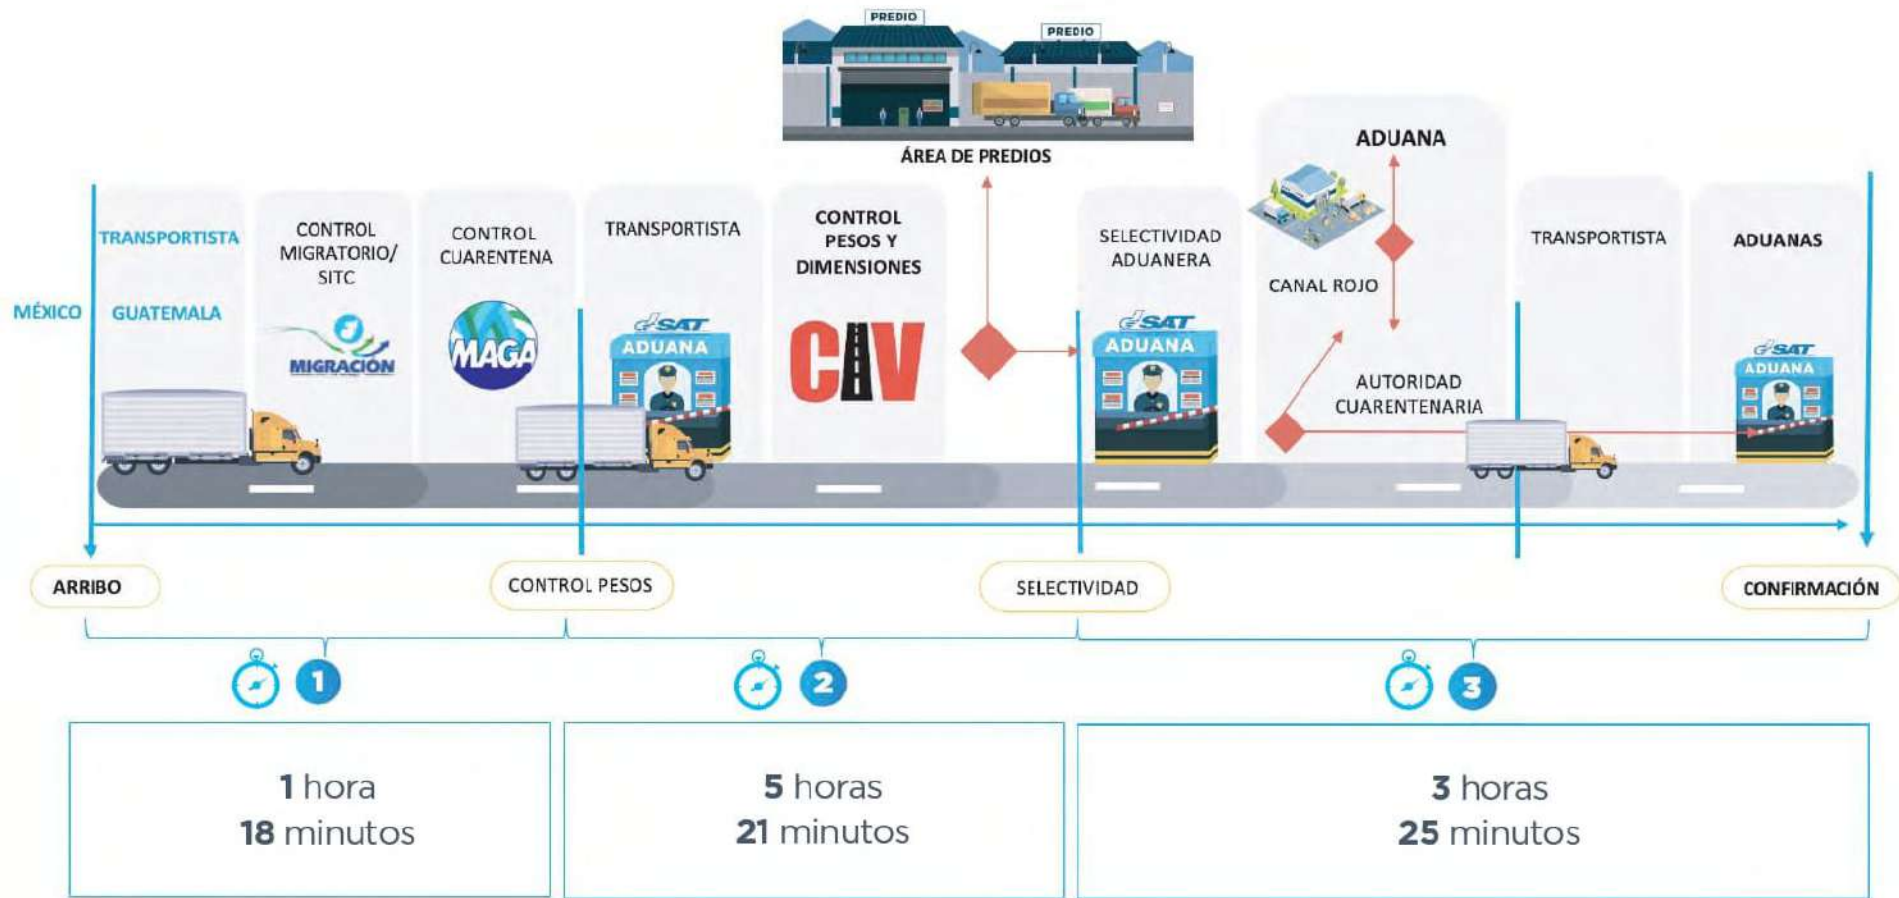 PREDIO
PREDIO
ÁREA DE PREDIOS
MÉXICO
TRANSPORTISTA
GUATEMALA
CONTROL
MIGRATORIO/
SITC
MIGRACIÓN
CONTROL
CUARENTENA
MAGA
TRANSPORTISTA
SAT
ADUANA
CONTROL
PESOS Y
DIMENSIONES
CIV
SELECTIVIDAD
ADUANERA
SAT
ADUANA
ADUANA
CANAL ROJO
AUTORIDAD
CUARENTENARIA
TRANSPORTISTA
ADUANAS
SAT
ADUANA
ARRIBO
CONTROL PESOS
SELECTIVIDAD
CONFIRMACIÓN
1
2
3
1 hora
18 minutos
5 horas
21 minutos
3 horas
25 minutos